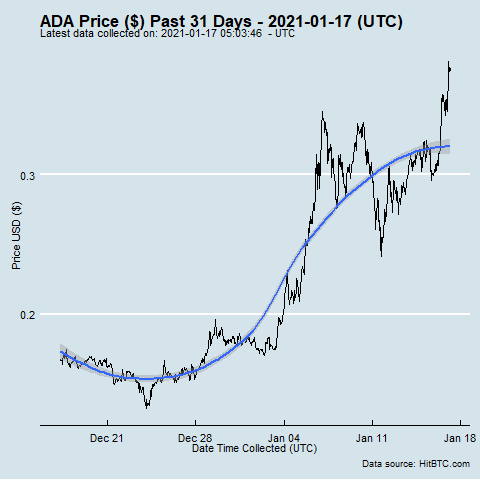 ADA Price ($) Past 31 Days - 2021-01-17 (UTC)
Latest data collected on: 2021-01-17 05:03:46 - UTC
Price USD ($)
0.3
0.2
Dec 21 Dec 28 Jan 04 Jan 11 Jan 18
Date Time Collected (UTC)
Data source: HitBTC.com